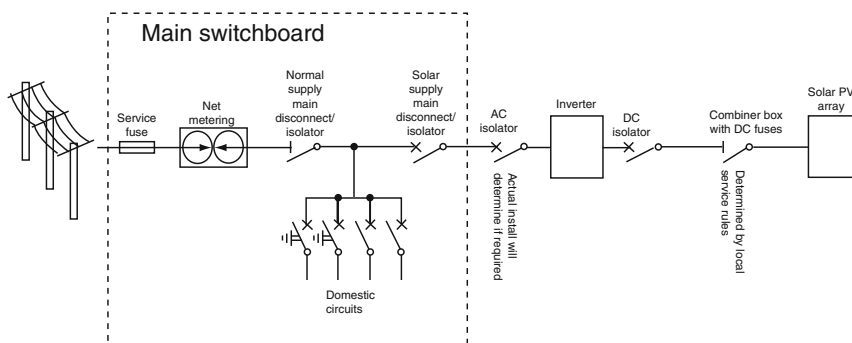 Main switchboard
Service
fuse
Net
metering
Normal
supply
main
disconnect/
isolator
Solar
supply
main
disconnect/
isolator
AC
isolator
Inverter
DC
isolator
Combiner box
with DC fuses
Solar PV
array
Actual install will
determine if required
Determined by local
service rules
Domestic
circuits